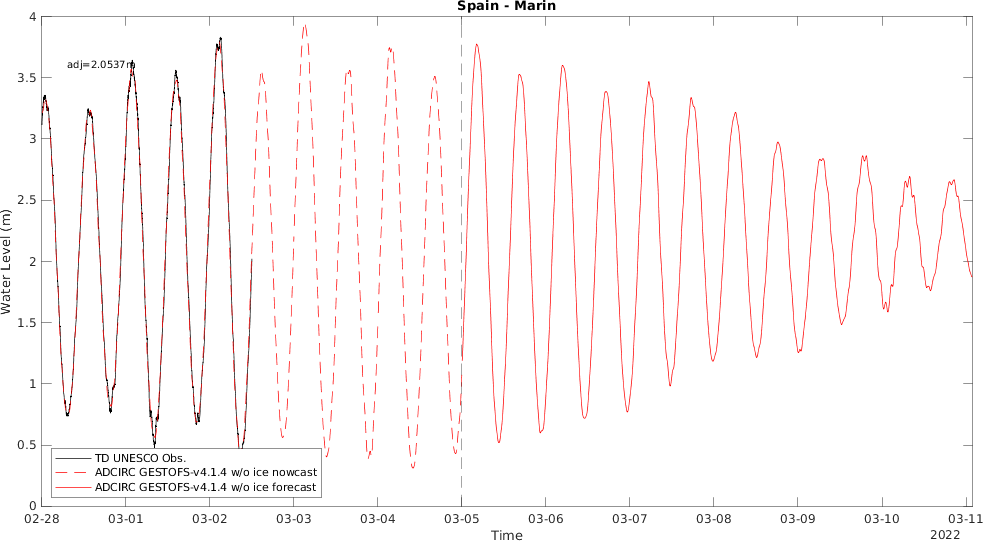 Spain - Marin
4
3.5
3
2.5
2
1.5
1
0.5
0
Water Level (m)
adj=2.0537m
TD UNESCO Obs.
ADCIRC GESTOFS-v4.1.4 w/o ice nowcast
ADCIRC GESTOFS-v4.1.4 w/o ice forecast
02-28 03-01 03-02 03-03 03-04 03-05 03-06 03-07 03-08 03-09 03-10 03-11
Time 2022